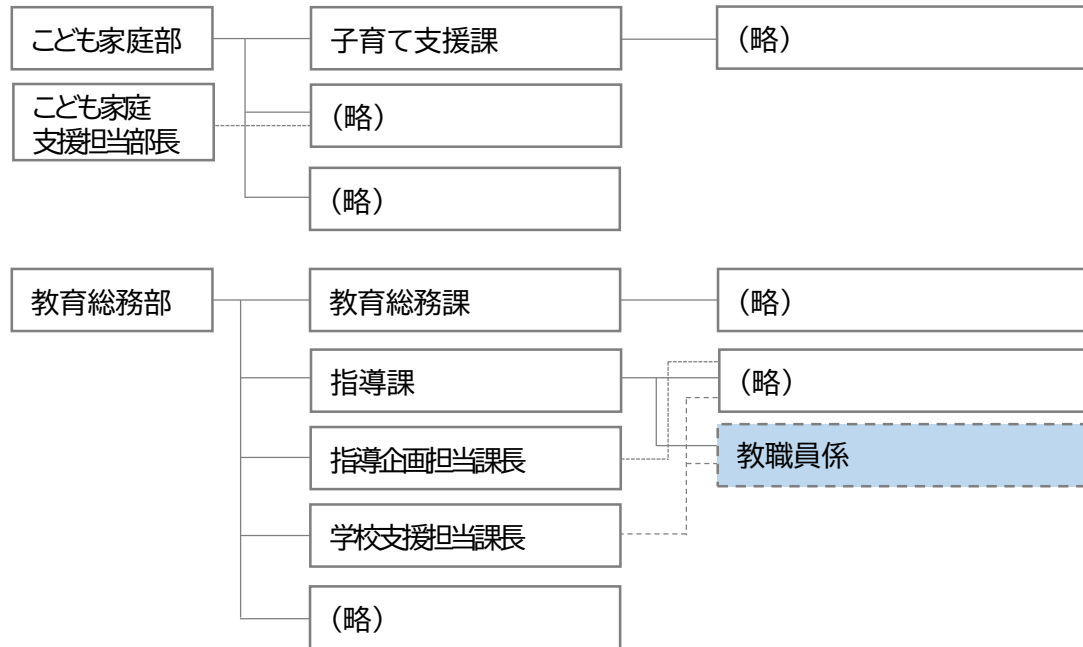 こども家庭部
子育て支援課
（略）
こども家庭
支援担当部長
（略）
（略）
教育総務部
教育総務課
（略）
指導課
（略）
指導企画担当課長
教職員係
学校支援担当課長
（略）